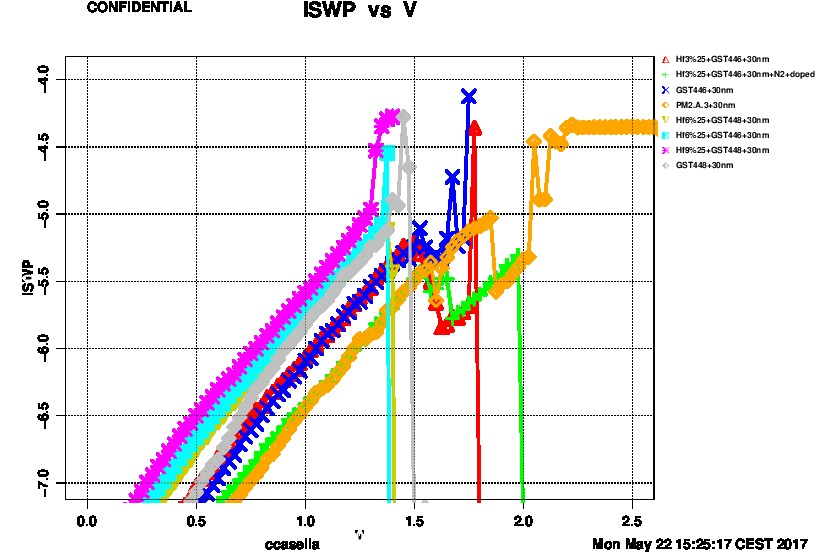 CONFIDENTIAL
ISWP vs V
Hf3%25+GST446+30nm
Hf3%25+GST446+30nm+N2+doped
GST446+30nm
PM2.A.3+30nm
Hf6%25+GST448+30nm
Hf6%25+GST446+30nm
Hf9%25+GST448+30nm
GST448+30nm
ISWP
-4.0
-4.5
-5.0
-5.5
-6.0
-6.5
-7.0
0.0 0.5 1.0 1.5 2.0 2.5
V
ccasella
Mon May 22 15:25:17 CEST 2017